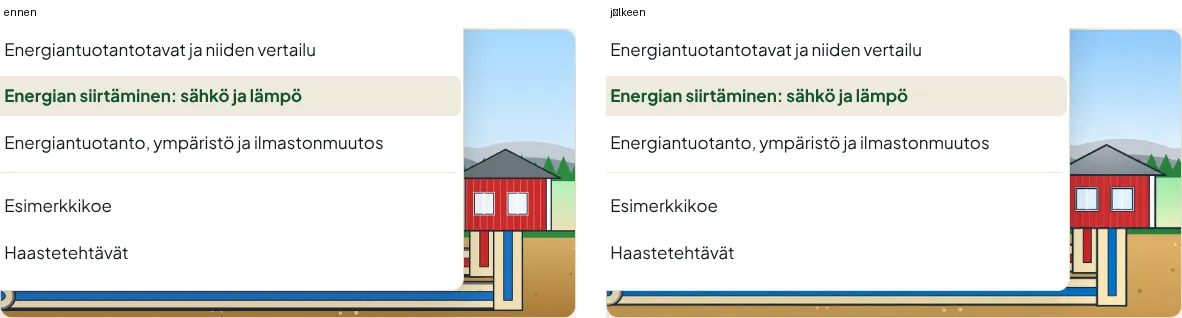 ennen
Energiantuotantotavat ja niiden vertailu
Energian siirtäminen: sähkö ja lämpö
Energiantuotanto, ympäristö ja ilmastonmuutos
Esimerkkikoe
Haastetehtävät
j▯lkeen
Energiantuotantotavat ja niiden vertailu
Energian siirtäminen: sähkö ja lämpö
Energiantuotanto, ympäristö ja ilmastonmuutos
Esimerkkikoe
Haastetehtävät